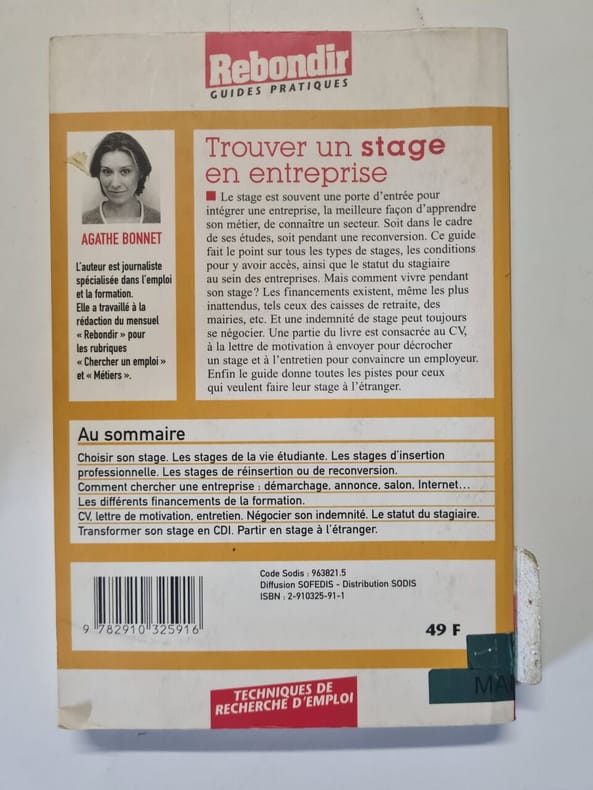 Rebondir
GUIDES PRATIQUES
AGATHE BONNET
L'auteur est journaliste
spécialisée dans l'emploi
et la formation.
Elle a travaillé à la
rédaction du mensuel
« Rebondir » pour
les rubriques
« Chercher un emploi »
et « Métiers ».
Trouver un stage
en entreprise
Le stage est souvent une porte d'entrée pour
intégrer une entreprise, la meilleure façon d'apprendre
son métier, de connaître un secteur. Soit dans le cadre
de ses études, soit pendant une reconversion. Ce guide
fait le point sur tous les types de stages, les conditions
pour y avoir accès, ainsi que le statut du stagiaire
au sein des entreprises. Mais comment vivre pendant
son stage ? Les financements existent, même les plus
inattendus, tels ceux des caisses de retraite, des
mairies, etc. Et une indemnité de stage peut toujours
se négocier. Une partie du livre est consacrée au CV,
à la lettre de motivation à envoyer pour décrocher
un stage et à l'entretien pour convaincre un employeur.
Enfin le guide donne toutes les pistes pour ceux
qui veulent faire leur stage à l'étranger.
Au sommaire
Choisir son stage. Les stages de la vie étudiante. Les stages d'insertion
professionnelle. Les stages de réinsertion ou de reconversion.
Comment chercher une entreprise : démarchage, annonce, salon, Internet...
Les différents financements de la formation.
CV, lettre de motivation, entretien. Négocier son indemnité. Le statut du stagiaire.
Transformer son stage en CDI. Partir en stage à l'étranger.
Code Sodis : 963821.5
Diffusion SOFEDIS - Distribution SODIS
ISBN : 2-910325-91-1
9 782910 325916
49 F
TECHNIQUES DE
RECHERCHE D'EMPLOI